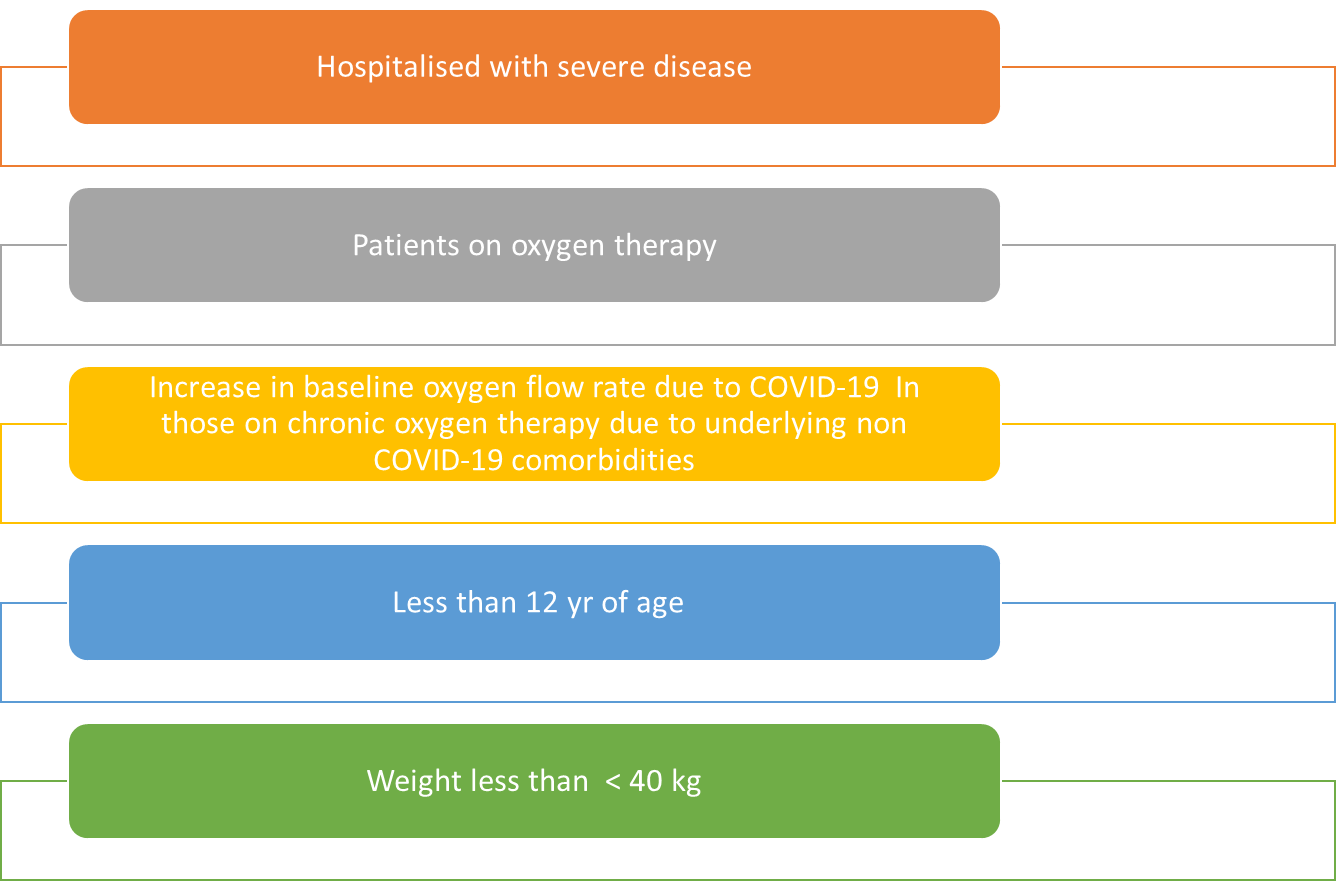 Hospitalised with severe disease
Patients on oxygen therapy
Increase in baseline oxygen flow rate due to COVID-19  In
those on chronic oxygen therapy due to underlying non
COVID-19 comorbidities
Less than 12 yr of age
Weight less than  < 40 kg